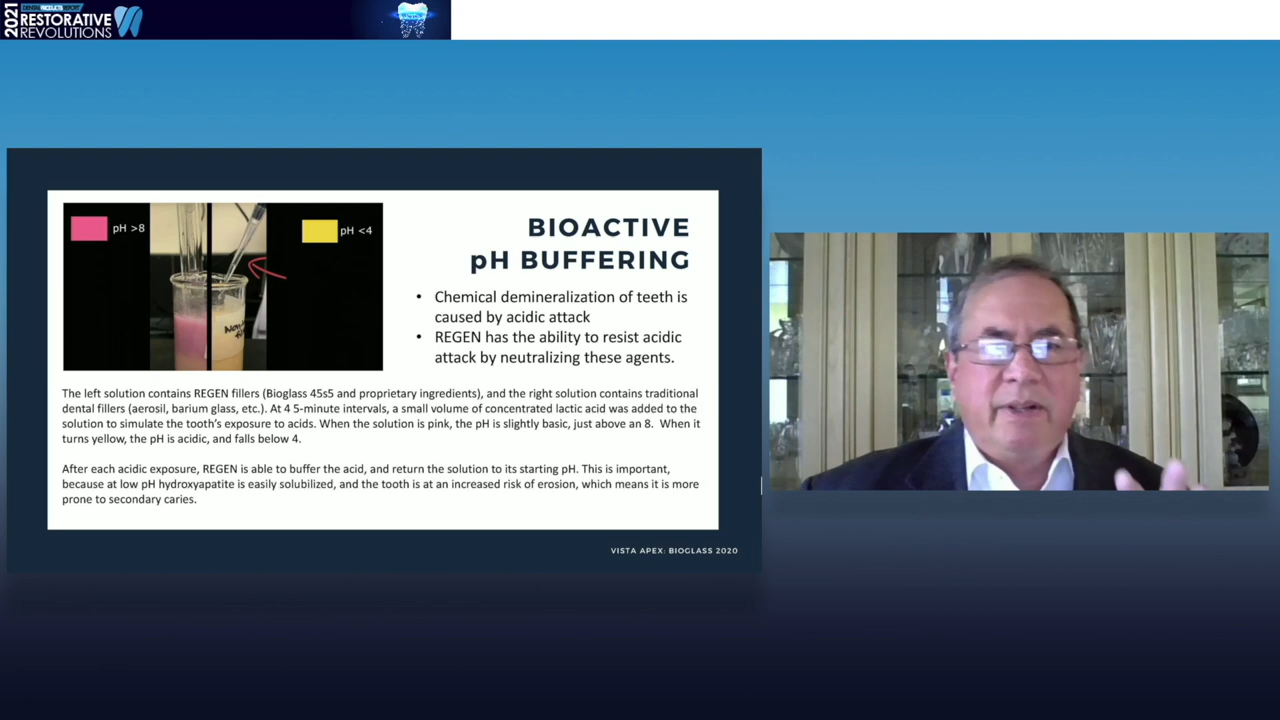 2021
DENTAL PRODUCTS REPORT
RESTORATIVE
REVOLUTIONS
pH >8
pH <4
BIOACTIVE
pH BUFFERING
• Chemical demineralization of teeth is
caused by acidic attack
• REGEN has the ability to resist acidic
attack by neutralizing these agents.
The left solution contains REGEN fillers (Bioglass 45s5 and proprietary ingredients), and the right solution contains traditional
dental fillers (aerosil, barium glass, etc.). At 4 5-minute intervals, a small volume of concentrated lactic acid was added to the
solution to simulate the tooth's exposure to acids. When the solution is pink, the pH is slightly basic, just above an 8. When it
turns yellow, the pH is acidic, and falls below 4.
After each acidic exposure, REGEN is able to buffer the acid, and return the solution to its starting pH. This is important,
because at low pH hydroxyapatite is easily solubilized, and the tooth is at an increased risk of erosion, which means it is more
prone to secondary caries.
VISTA APEX: BIOGLASS 2020